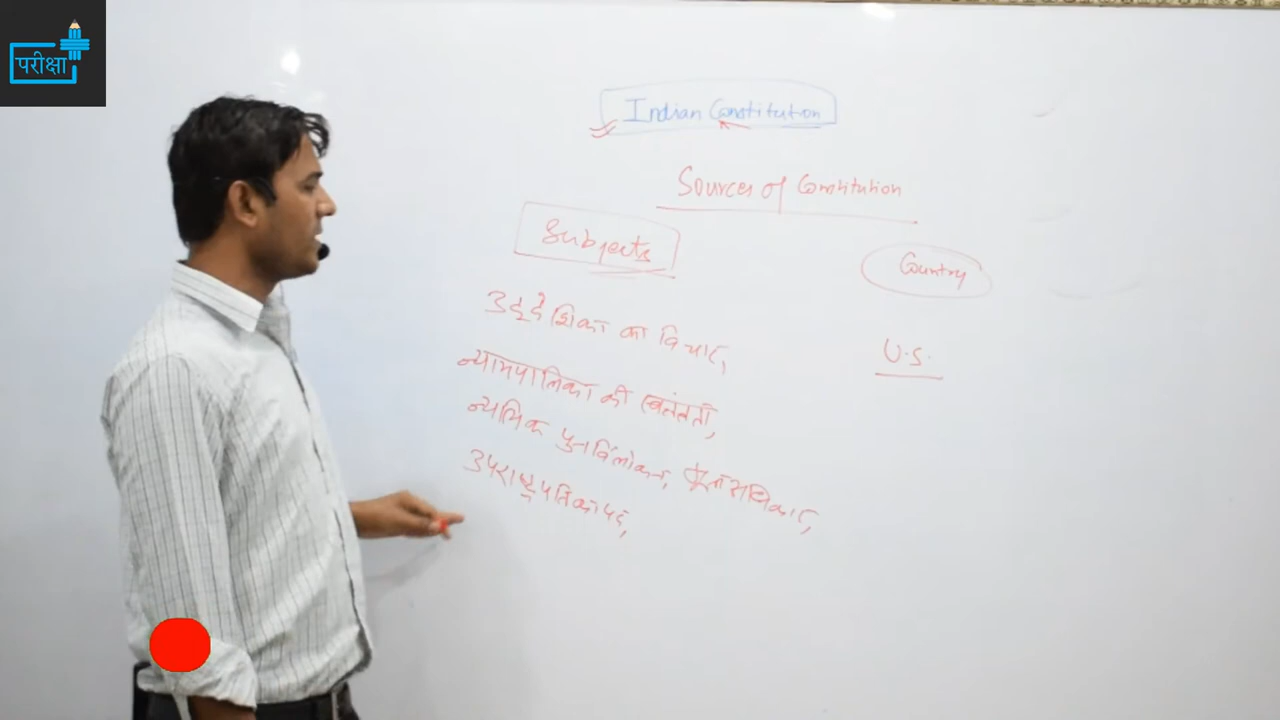 परीक्षा
Indian Constitution
Sources of Constitution
Subjects
Country
उद्देशिका का विचार,
U.S.
न्यायपालिका की स्वतंत्रता,
न्यायिक पुनर्विलोकन, मूल अधिकार,
उपराष्ट्रपति का पद,